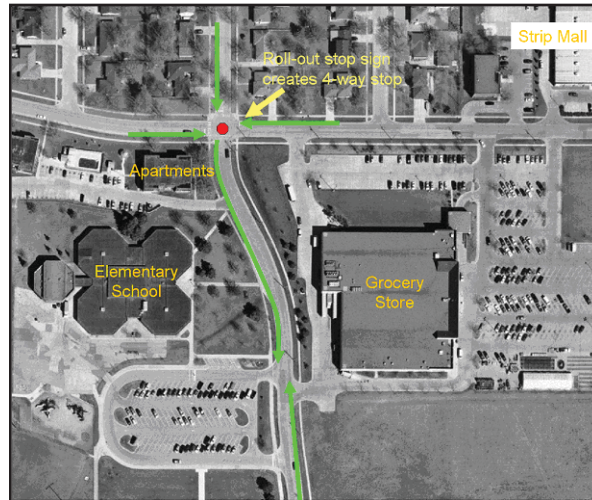 Strip Mall
Roll-out stop sign
creates 4-way stop
Apartments
Elementary
School
Grocery
Store